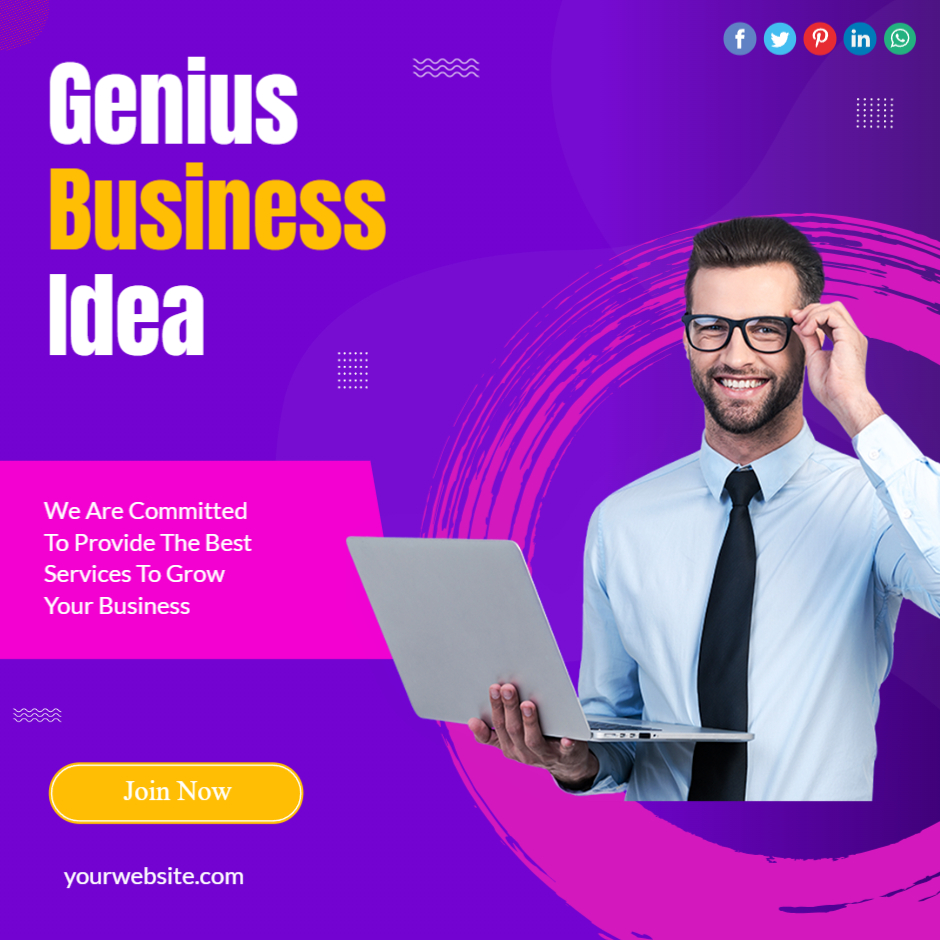 Genius
Business
Idea
We Are Committed
To Provide The Best
Services To Grow
Your Business
Join Now
yourwebsite.com